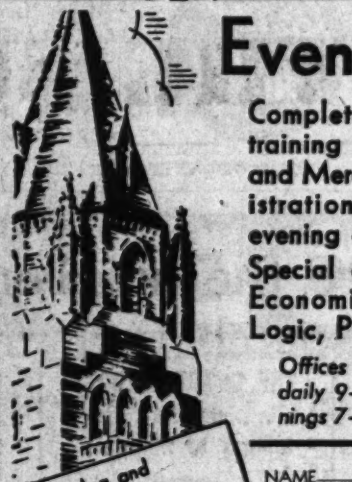 Even
Complet
training
and Mer
istration
evening
Special
Economi
Logic, P
Offices
daily 9-
nings 7-
and
NAME